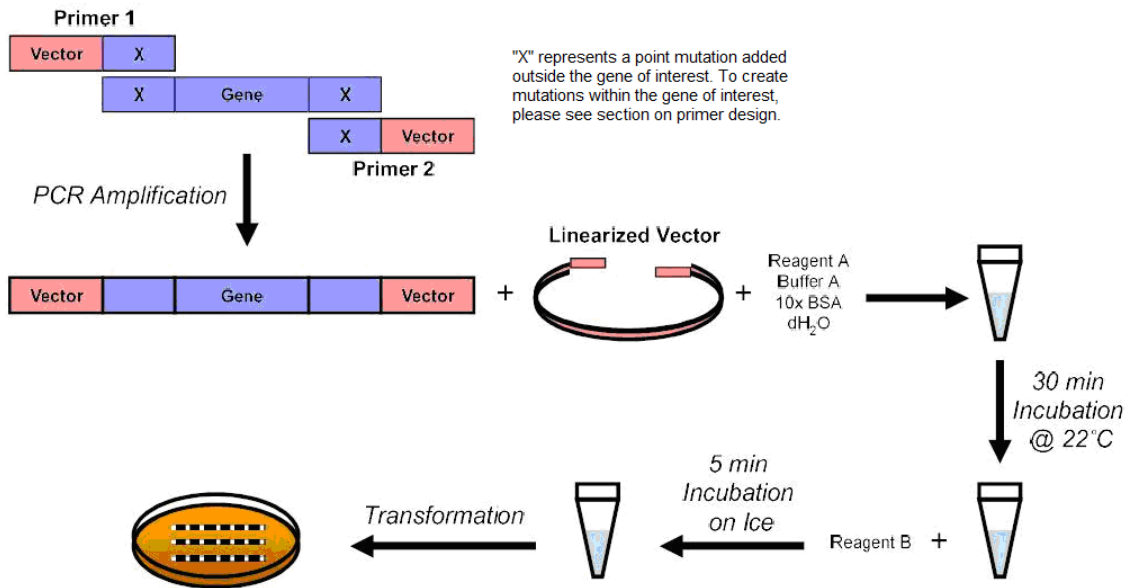 Primer 1
Vector
X
"X" represents a point mutation added
outside the gene of interest. To create
mutations within the gene of interest,
please see section on primer design.
X
Gene
X
X
Vector
Primer 2
PCR Amplification
Vector
Gene
Vector
+
Linearized Vector
+
Reagent A
Buffer A
10x BSA
dH₂O
30 min
Incubation
@ 22°C
5 min
Incubation
on Ice
Transformation
Reagent B
+